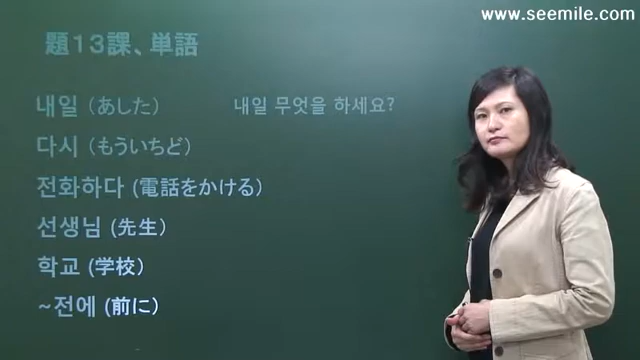 www.seemile.com
題13課、単語
내일 (あした) 내일 무엇을 하세요?
다시 (もういちど)
전화하다 (電話をかける)
선생님 (先生)
학교 (学校)
~전에 (前に)